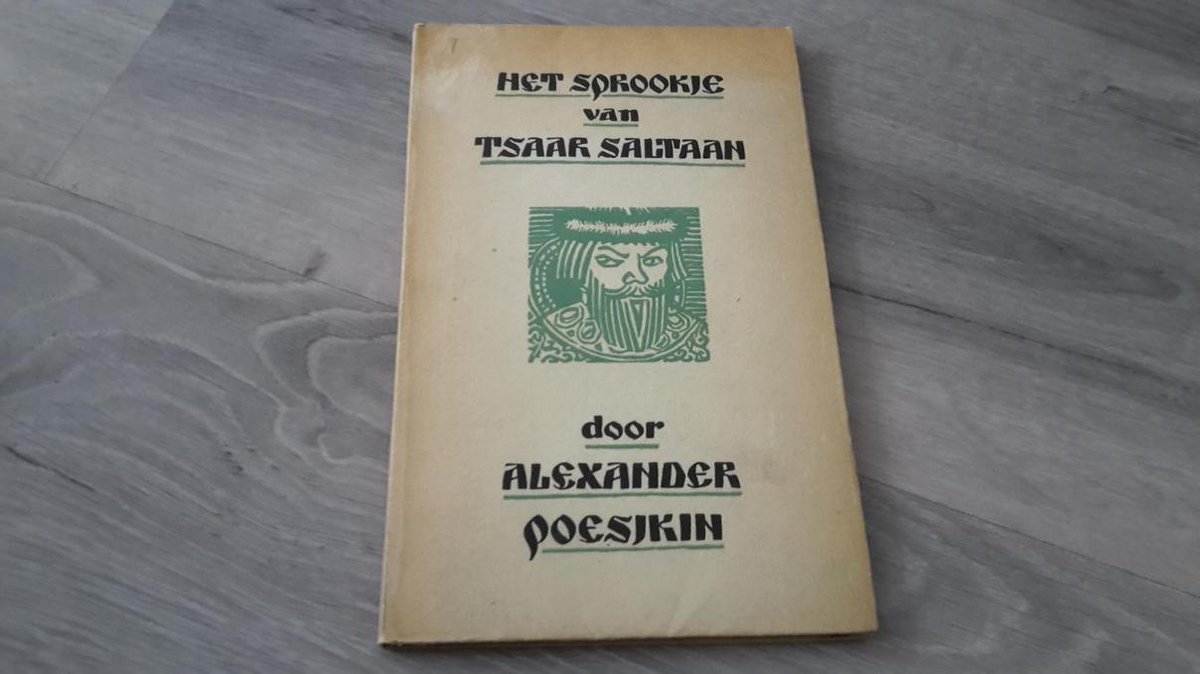 HET SPROOKJE
van
TSAAR SALTAAN
door
ALEXANDER
POESJKIN